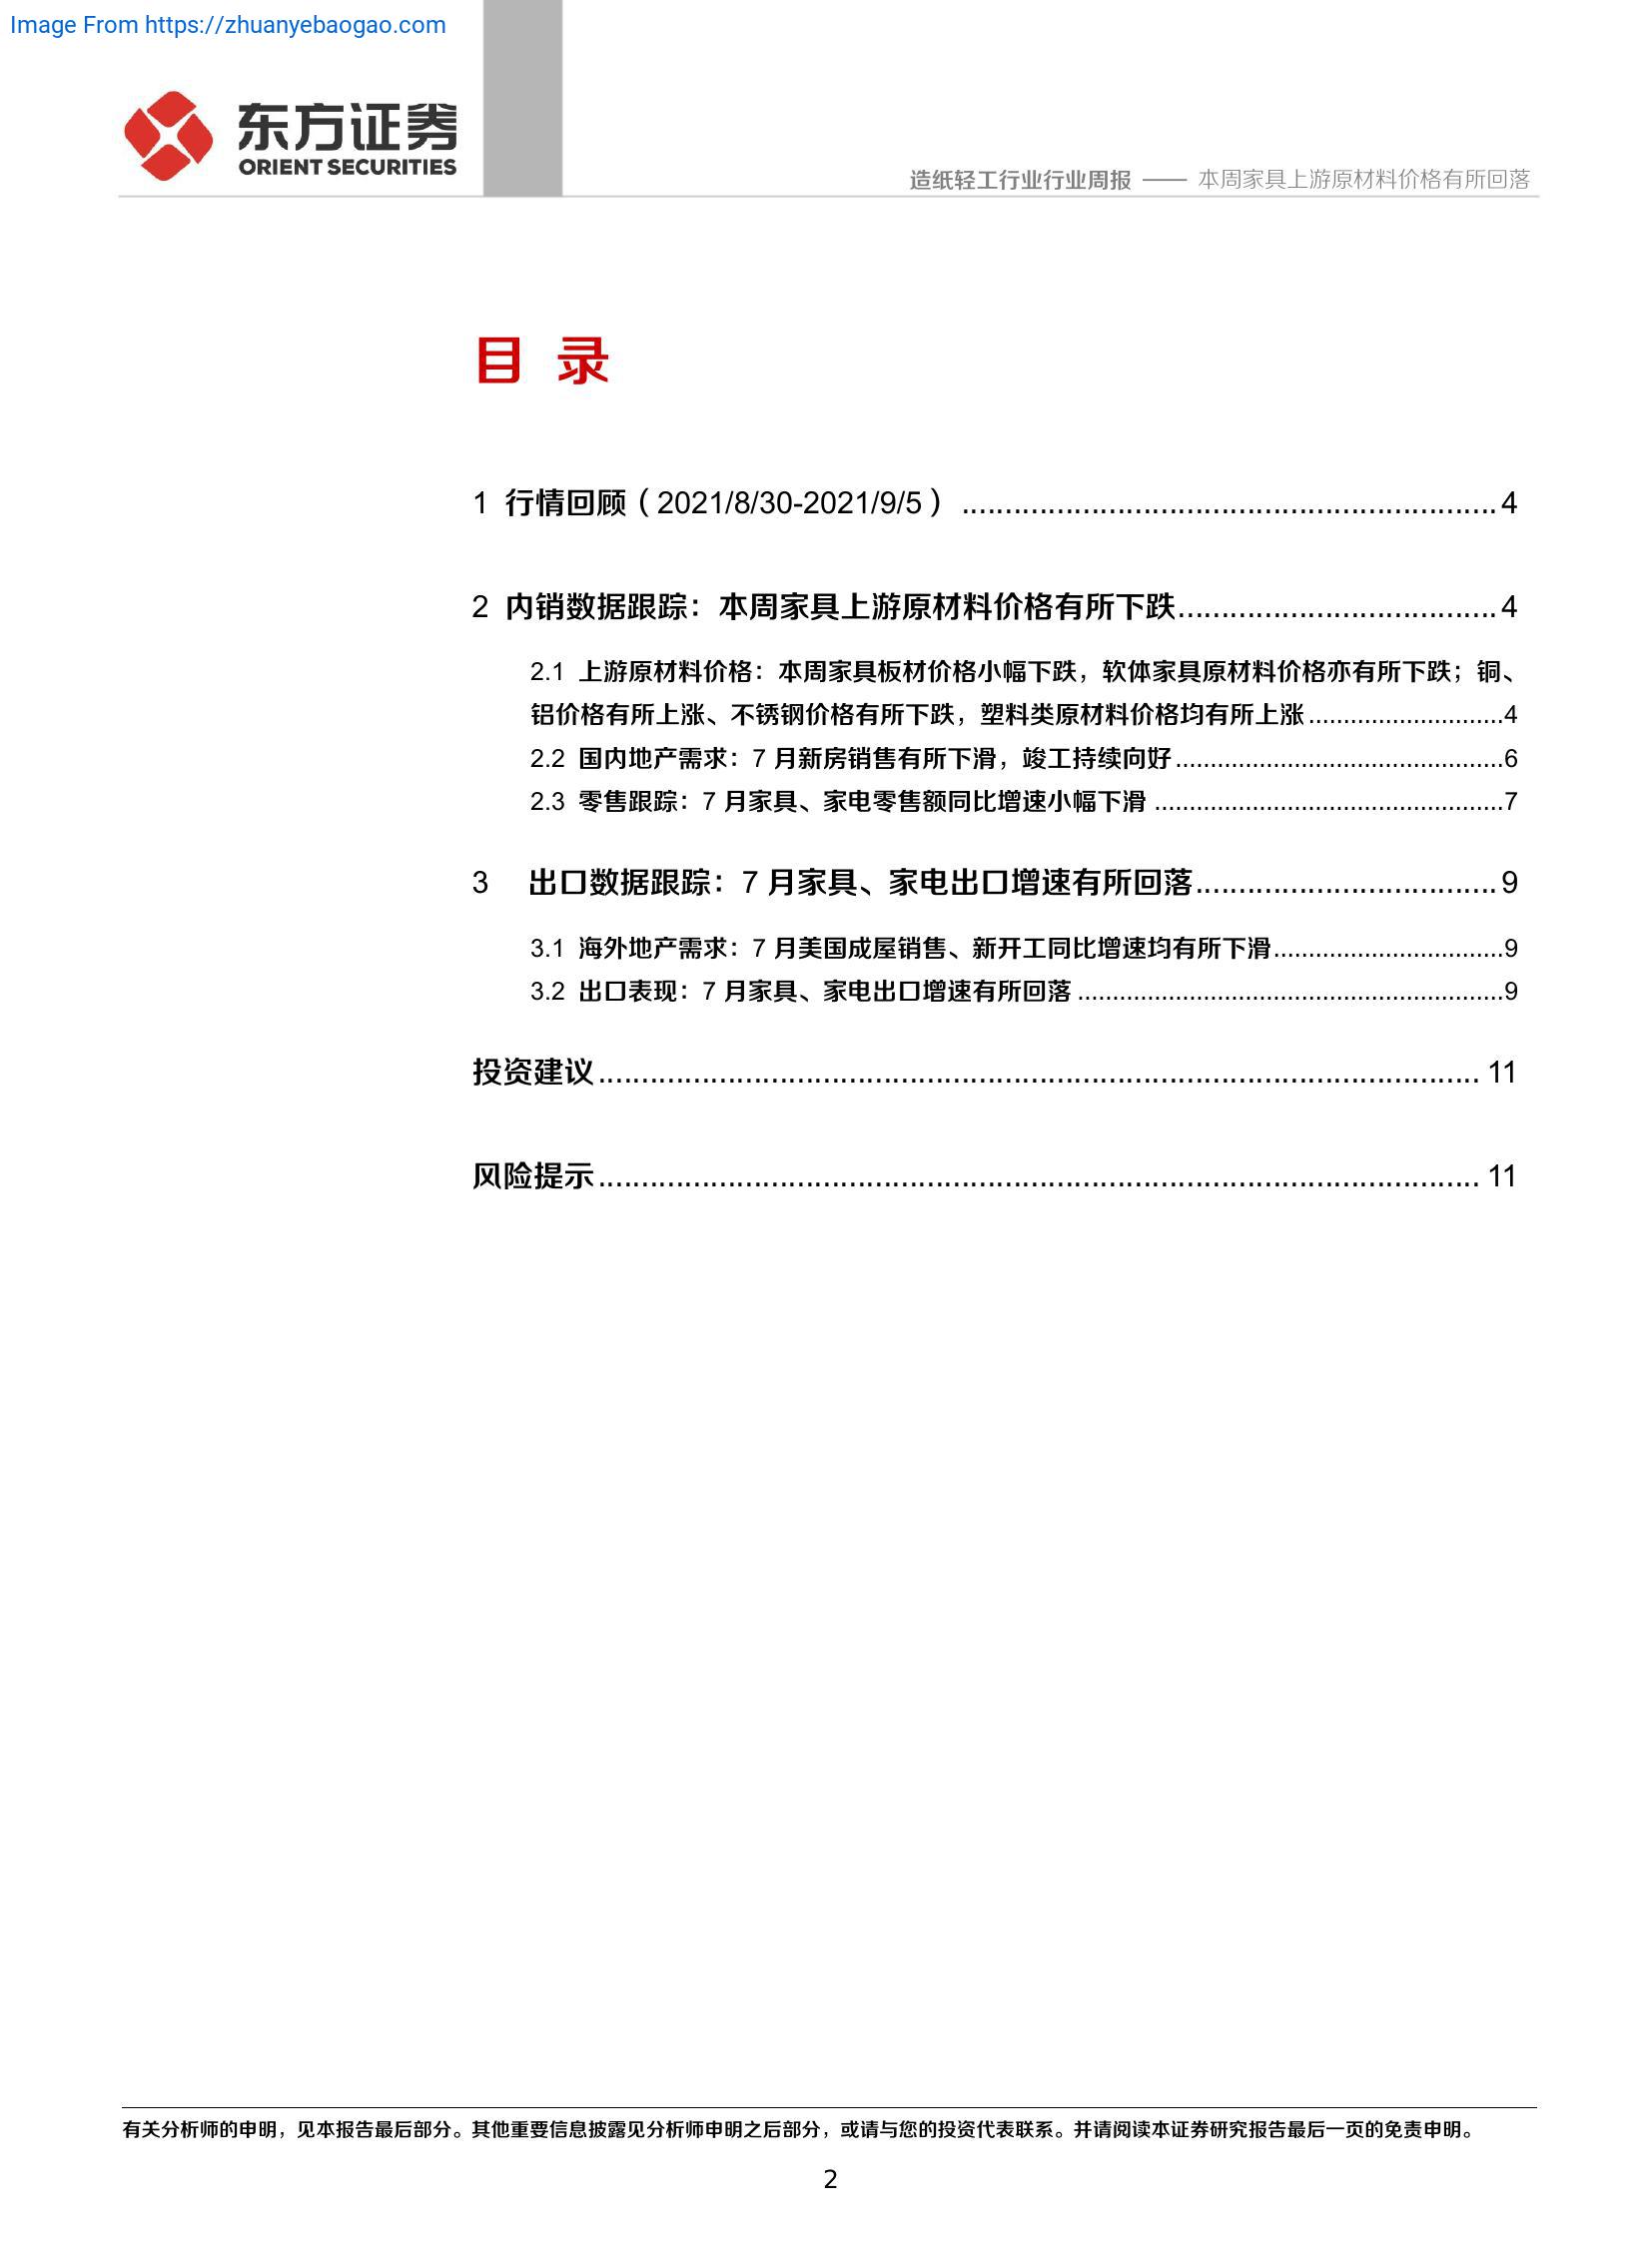 Image From https://zhuanyebaogao.com
东方证券
ORIENT SECURITIES
造纸轻工行业行业周报 —— 本周家具上游原材料价格有所回落
目 录
1 行情回顾（2021/8/30-2021/9/5） ..............................................................4
2 内销数据跟踪：本周家具上游原材料价格有所下跌.....................................4
2.1 上游原材料价格：本周家具板材价格小幅下跌，软体家具原材料价格亦有所下跌；铜、
铝价格有所上涨、不锈钢价格有所下跌，塑料类原材料价格均有所上涨............................4
2.2 国内地产需求：7 月新房销售有所下滑，竣工持续向好...............................................6
2.3 零售跟踪：7 月家具、家电零售额同比增速小幅下滑 ..................................................7
3 出口数据跟踪：7 月家具、家电出口增速有所回落...................................9
3.1 海外地产需求：7 月美国成屋销售、新开工同比增速均有所下滑.................................9
3.2 出口表现：7 月家具、家电出口增速有所回落 .............................................................9
投资建议...................................................................................................... 11
风险提示...................................................................................................... 11
有关分析师的申明，见本报告最后部分。其他重要信息披露见分析师申明之后部分，或请与您的投资代表联系。并请阅读本证券研究报告最后一页的免责申明。
2